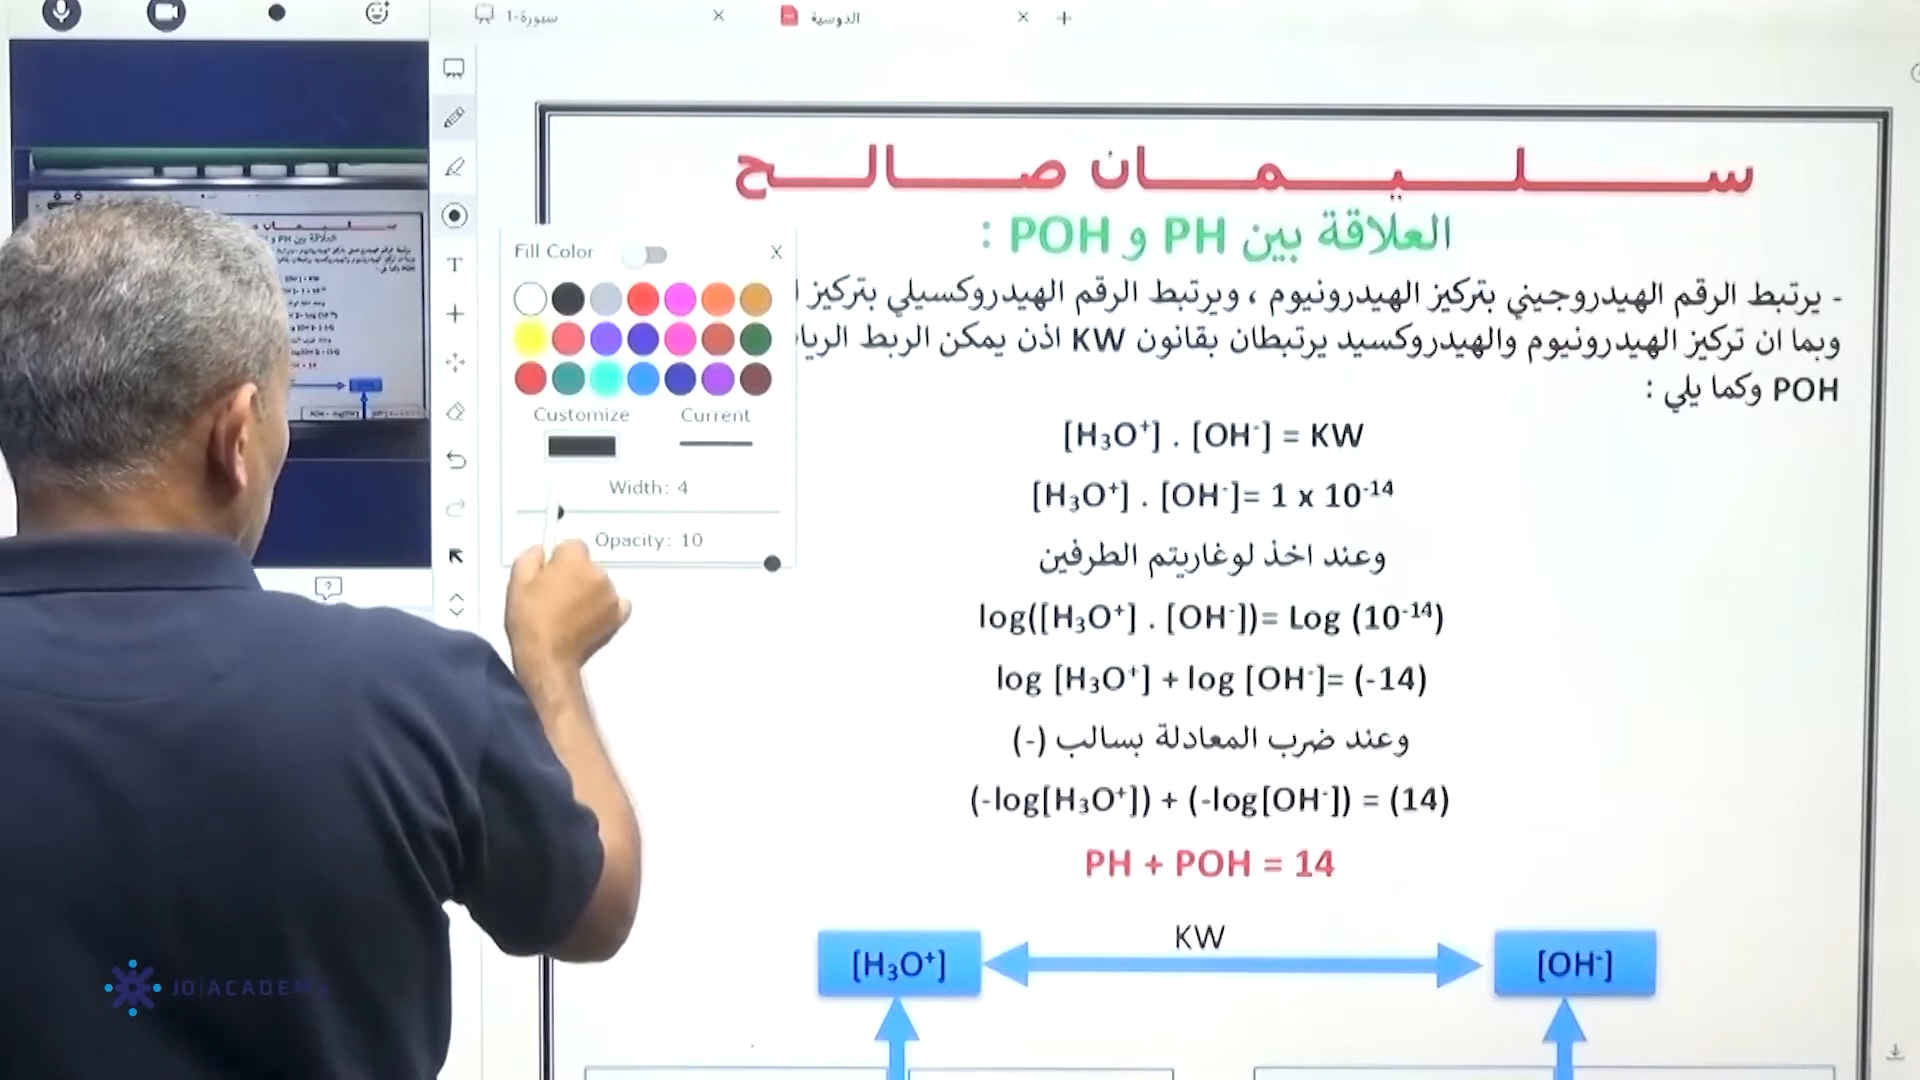 سبورة-1
الدوسية
Fill Color
X
Customize
Current
Width: 4
Opacity: 10
سليمان صالح
العلاقة بين PH و POH :
- يرتبط الرقم الهيدروجيني بتركيز الهيدرونيوم ، ويرتبط الرقم الهيدروكسيلي بتركيز
وبما ان تركيز الهيدرونيوم والهيدروكسيد يرتبطان بقانون KW اذن يمكن الربط
POH وكما يلي :
[H₃O⁺] . [OH⁻] = KW
[H₃O⁺] . [OH⁻]= 1 x 10⁻¹⁴
وعند اخذ لوغاريتم الطرفين
log([H₃O⁺] . [OH⁻])= Log (10⁻¹⁴)
log [H₃O⁺] + log [OH⁻]= (-14)
وعند ضرب المعادلة بسالب (-)
(-log[H₃O⁺]) + (-log[OH⁻]) = (14)
PH + POH = 14
KW
[H₃O⁺]
[OH⁻]
JO|ACADEM